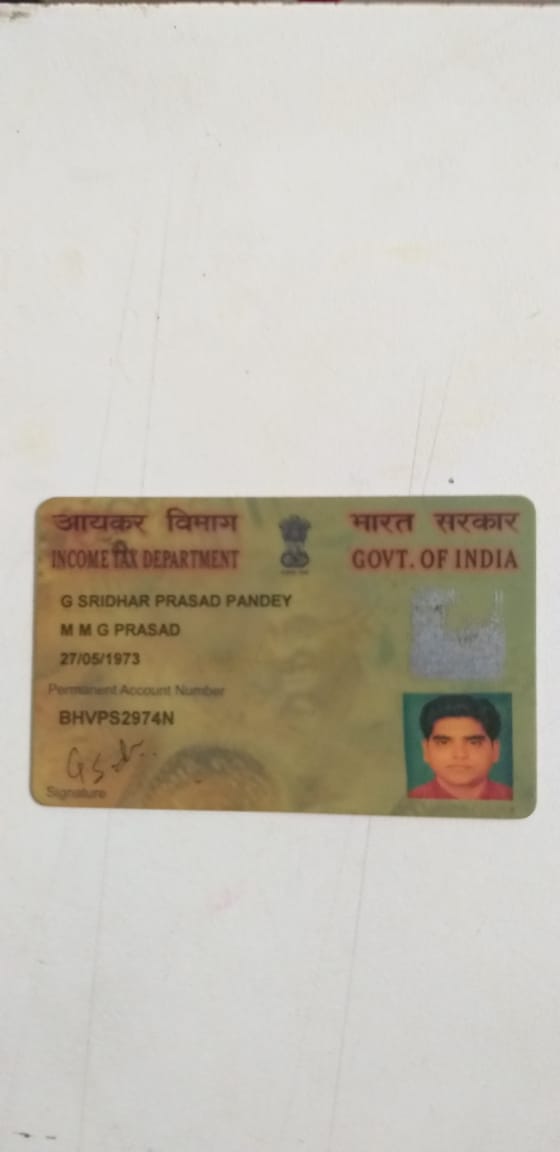 आयकर विभाग
भारत सरकार
INCOME TAX DEPARTMENT
GOVT. OF INDIA
G SRIDHAR PRASAD PANDEY
M M G PRASAD
27/05/1973
Permanent Account Number
BHVPS2974N
Signature